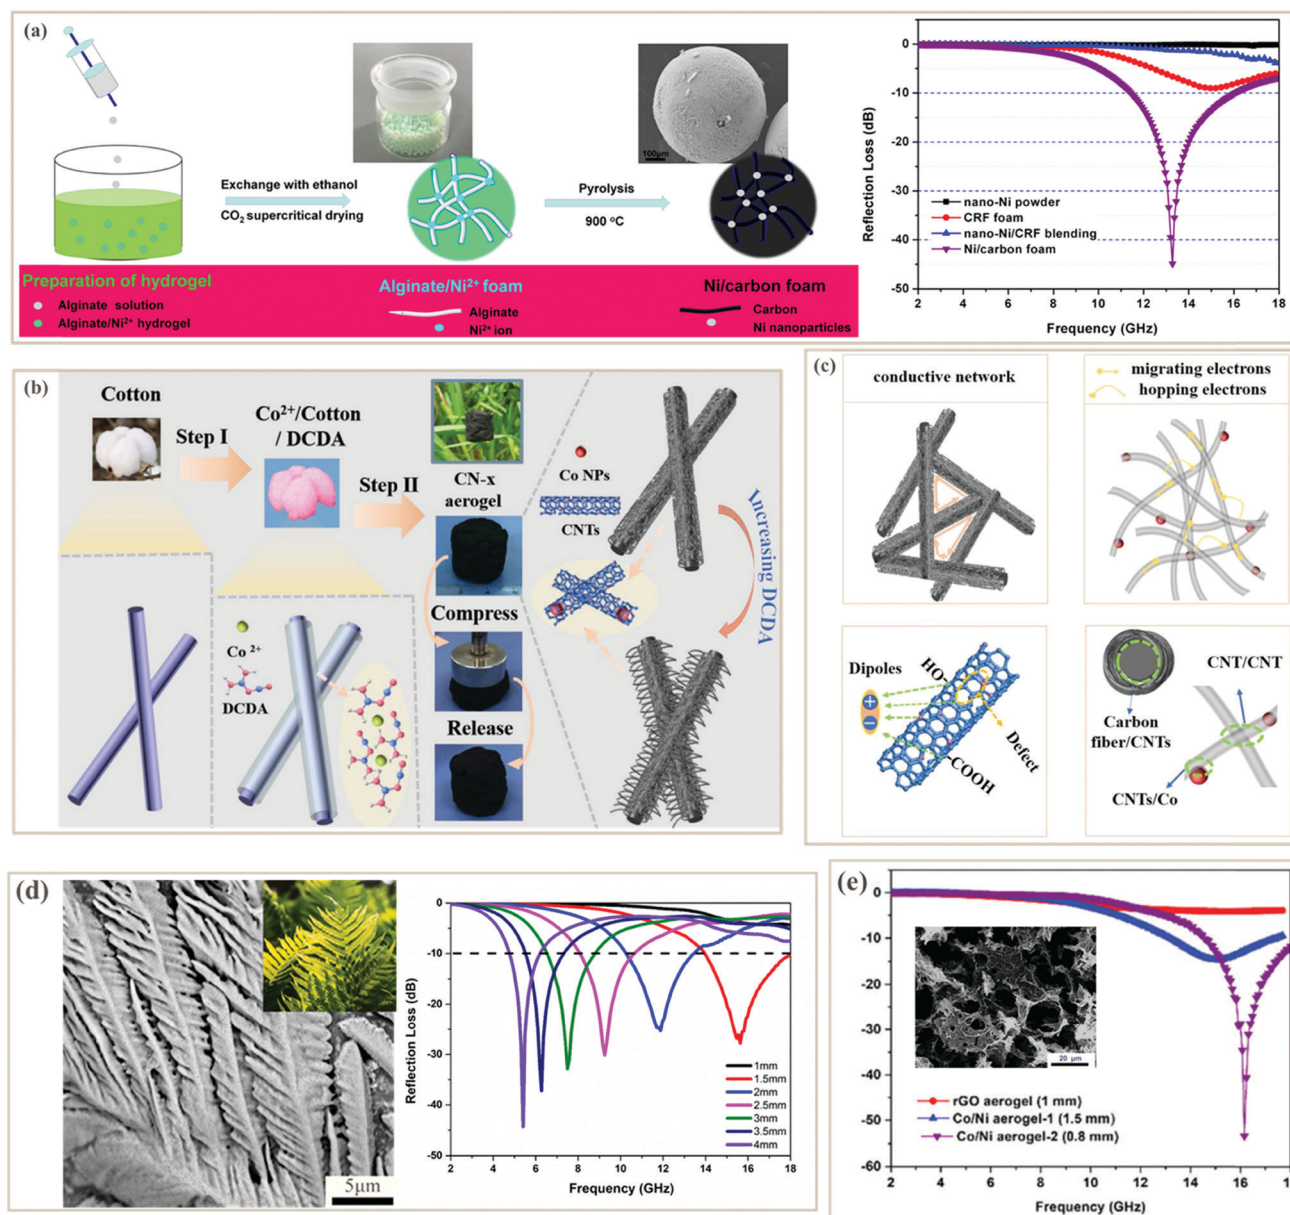 (a)
Exchange with ethanol
CO2 supercritical drying
100μm
Pyrolysis
900 °C
Preparation of hydrogel
Alginate solution
Alginate/Ni2+ hydrogel
Alginate/Ni2+ foam
Alginate
Ni2+ ion
Ni/carbon foam
Carbon
Ni nanoparticles
Reflection Loss (dB)
0
-10
-20
-30
-40
-50
nano-Ni powder
CRF foam
nano-Ni/CRF blending
Ni/carbon foam
2 4 6 8 10 12 14 16 18
Frequency (GHz)
(b)
Cotton
Step I
Co2+/Cotton
/ DCDA
Step II
CN-x
aerogel
Compress
Release
Co 2+
DCDA
Co NPs
CNTs
Increasing DCDA
(c)
conductive network
migrating electrons
hopping electrons
Dipoles
+
−
HO-
Defect
-COOH
CNT/CNT
Carbon
fiber/CNTs
CNTs/Co
(d)
5μm
Reflection Loss (dB)
0
-10
-20
-30
-40
-50
1mm
1.5mm
2mm
2.5mm
3mm
3.5mm
4mm
2 4 6 8 10 12 14 16 18
Frequency (GHz)
(e)
Reflection Loss (dB)
0
-10
-20
-30
-40
-50
-60
20 μm
rGO aerogel (1 mm)
Co/Ni aerogel-1 (1.5 mm)
Co/Ni aerogel-2 (0.8 mm)
2 4 6 8 10 12 14 16
Frequency (GHz)